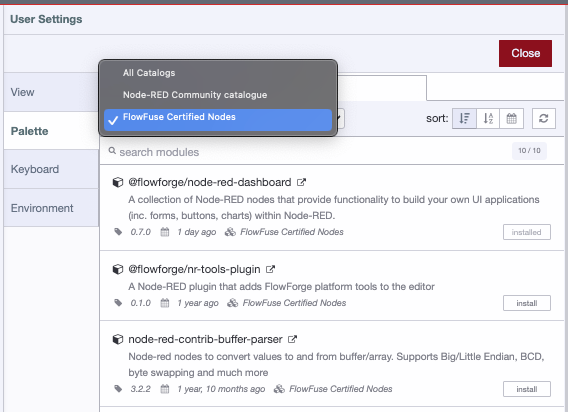 User Settings
Close
All Catalogs
Node-RED Community catalogue
FlowFuse Certified Nodes
View
Palette
Keyboard
Environment
sort:
search modules
10 / 10
@flowforge/node-red-dashboard
A collection of Node-RED nodes that provide functionality to build your own UI applications
(inc. forms, buttons, charts) within Node-RED.
0.7.0 1 day ago FlowFuse Certified Nodes
installed
@flowforge/nr-tools-plugin
A Node-RED plugin that adds FlowForge platform tools to the editor
0.1.0 1 year ago FlowFuse Certified Nodes
install
node-red-contrib-buffer-parser
Node-red nodes to convert values to and from buffer/array. Supports Big/Little Endian, BCD,
byte swapping and much more
3.2.2 1 year, 10 months ago FlowFuse Certified Nodes
install